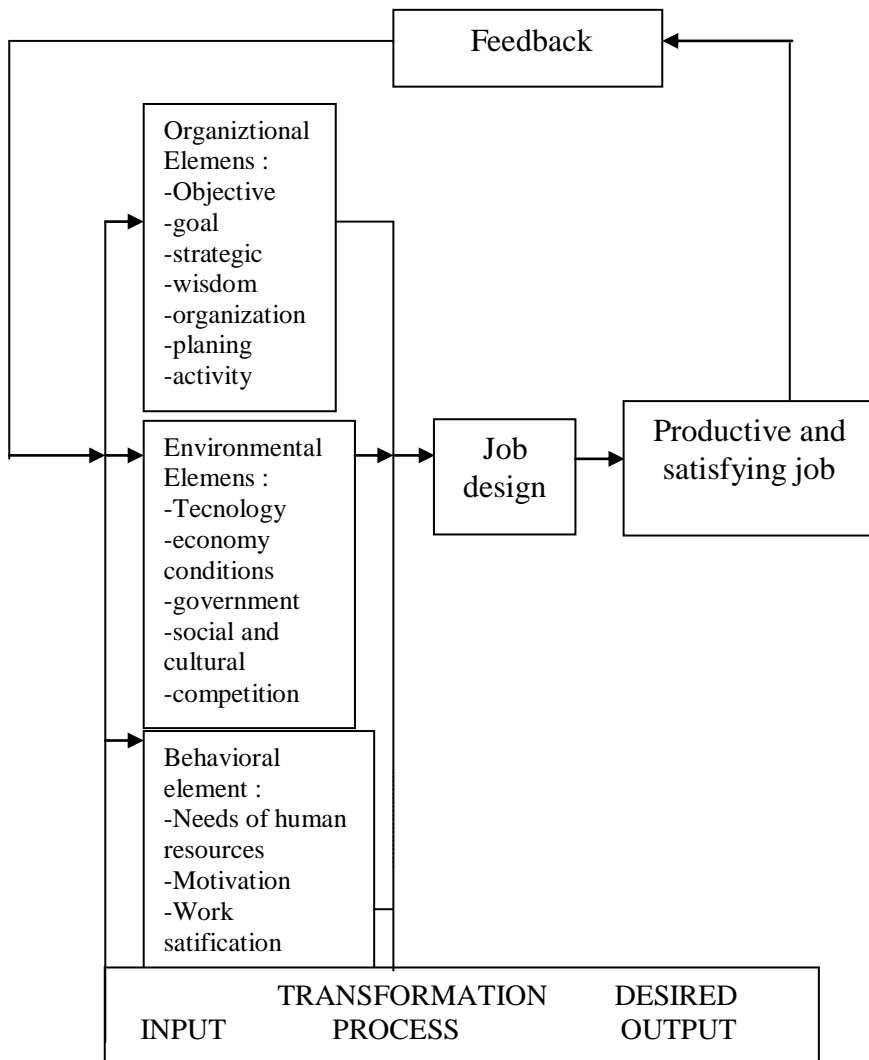 Feedback
Organiztional
Elemens :
-Objective
-goal
-strategic
-wisdom
-organization
-planing
-activity
Environmental
Elemens :
-Tecnology
-economy
conditions
-government
-social and
cultural
-competition
Behavioral
element :
-Needs of human
resources
-Motivation
-Work
satification
Job
design
Productive and
satisfying job
TRANSFORMATION DESIRED
INPUT PROCESS OUTPUT